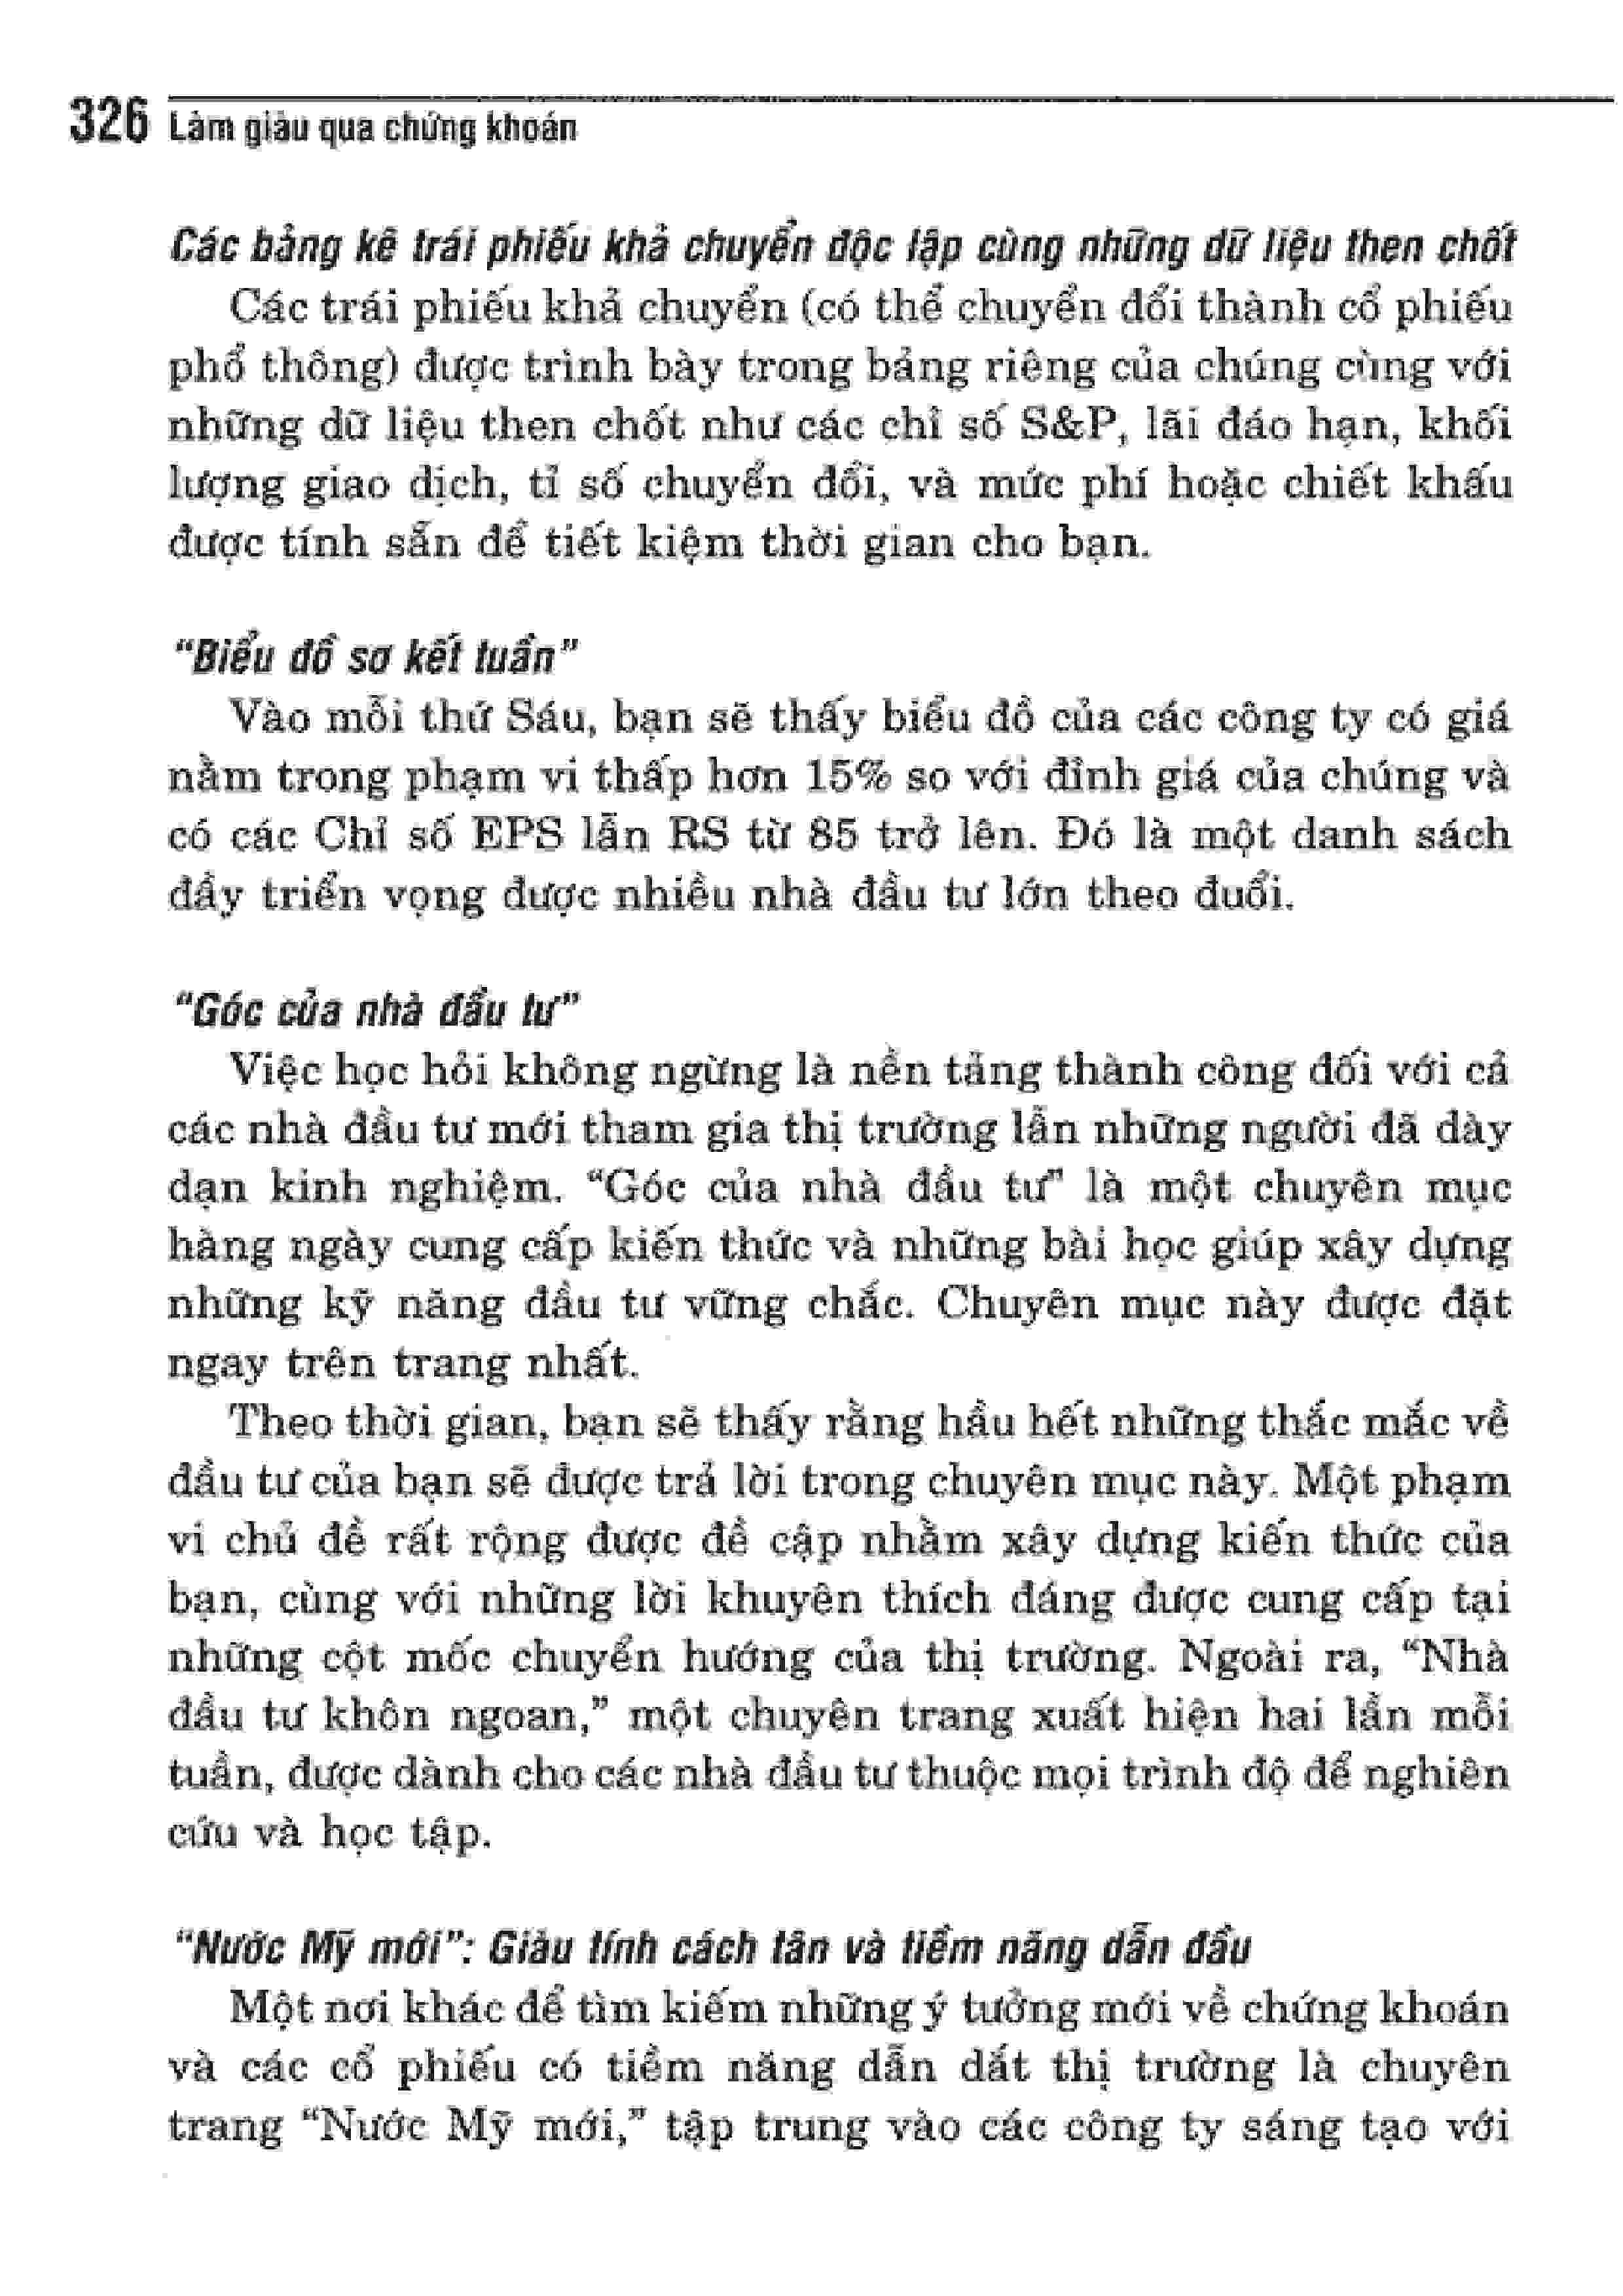 326 Làm giàu qua chứng khoán
Các bảng kê trái phiếu khả chuyển độc lập cùng những dữ liệu then chốt
Các trái phiếu khả chuyển (có thể chuyển đổi thành cổ phiếu
phổ thông) được trình bày trong bảng riêng của chúng cùng với
những dữ liệu then chốt như các chỉ số S&P, lãi đáo hạn, khối
lượng giao dịch, tỉ số chuyển đổi, và mức phí hoặc chiết khấu
được tính sẵn để tiết kiệm thời gian cho bạn.
“Biểu đồ sơ kết tuần”
Vào mỗi thứ Sáu, bạn sẽ thấy biểu đồ của các công ty có giá
nằm trong phạm vi thấp hơn 15% so với đỉnh giá của chúng và
có các Chỉ số EPS lẫn RS từ 85 trở lên. Đó là một danh sách
đầy triển vọng được nhiều nhà đầu tư lớn theo đuổi.
“Góc của nhà đầu tư”
Việc học hỏi không ngừng là nền tảng thành công đối với cả
các nhà đầu tư mới tham gia thị trường lẫn những người đã dày
dạn kinh nghiệm. “Góc của nhà đầu tư” là một chuyên mục
hàng ngày cung cấp kiến thức và những bài học giúp xây dựng
những kỹ năng đầu tư vững chắc. Chuyên mục này được đặt
ngay trên trang nhất.
Theo thời gian, bạn sẽ thấy rằng hầu hết những thắc mắc về
đầu tư của bạn sẽ được trả lời trong chuyên mục này. Một phạm
vi chủ đề rất rộng được đề cập nhằm xây dựng kiến thức của
bạn, cùng với những lời khuyên thích đáng được cung cấp tại
những cột mốc chuyển hướng của thị trường. Ngoài ra, “Nhà
đầu tư khôn ngoan,” một chuyên trang xuất hiện hai lần mỗi
tuần, được dành cho các nhà đầu tư thuộc mọi trình độ để nghiên
cứu và học tập.
“Nước Mỹ mới”: Giàu tính cách tân và tiềm năng dẫn đầu
Một nơi khác để tìm kiếm những ý tưởng mới về chứng khoán
và các cổ phiếu có tiềm năng dẫn dắt thị trường là chuyên
trang “Nước Mỹ mới,” tập trung vào các công ty sáng tạo với